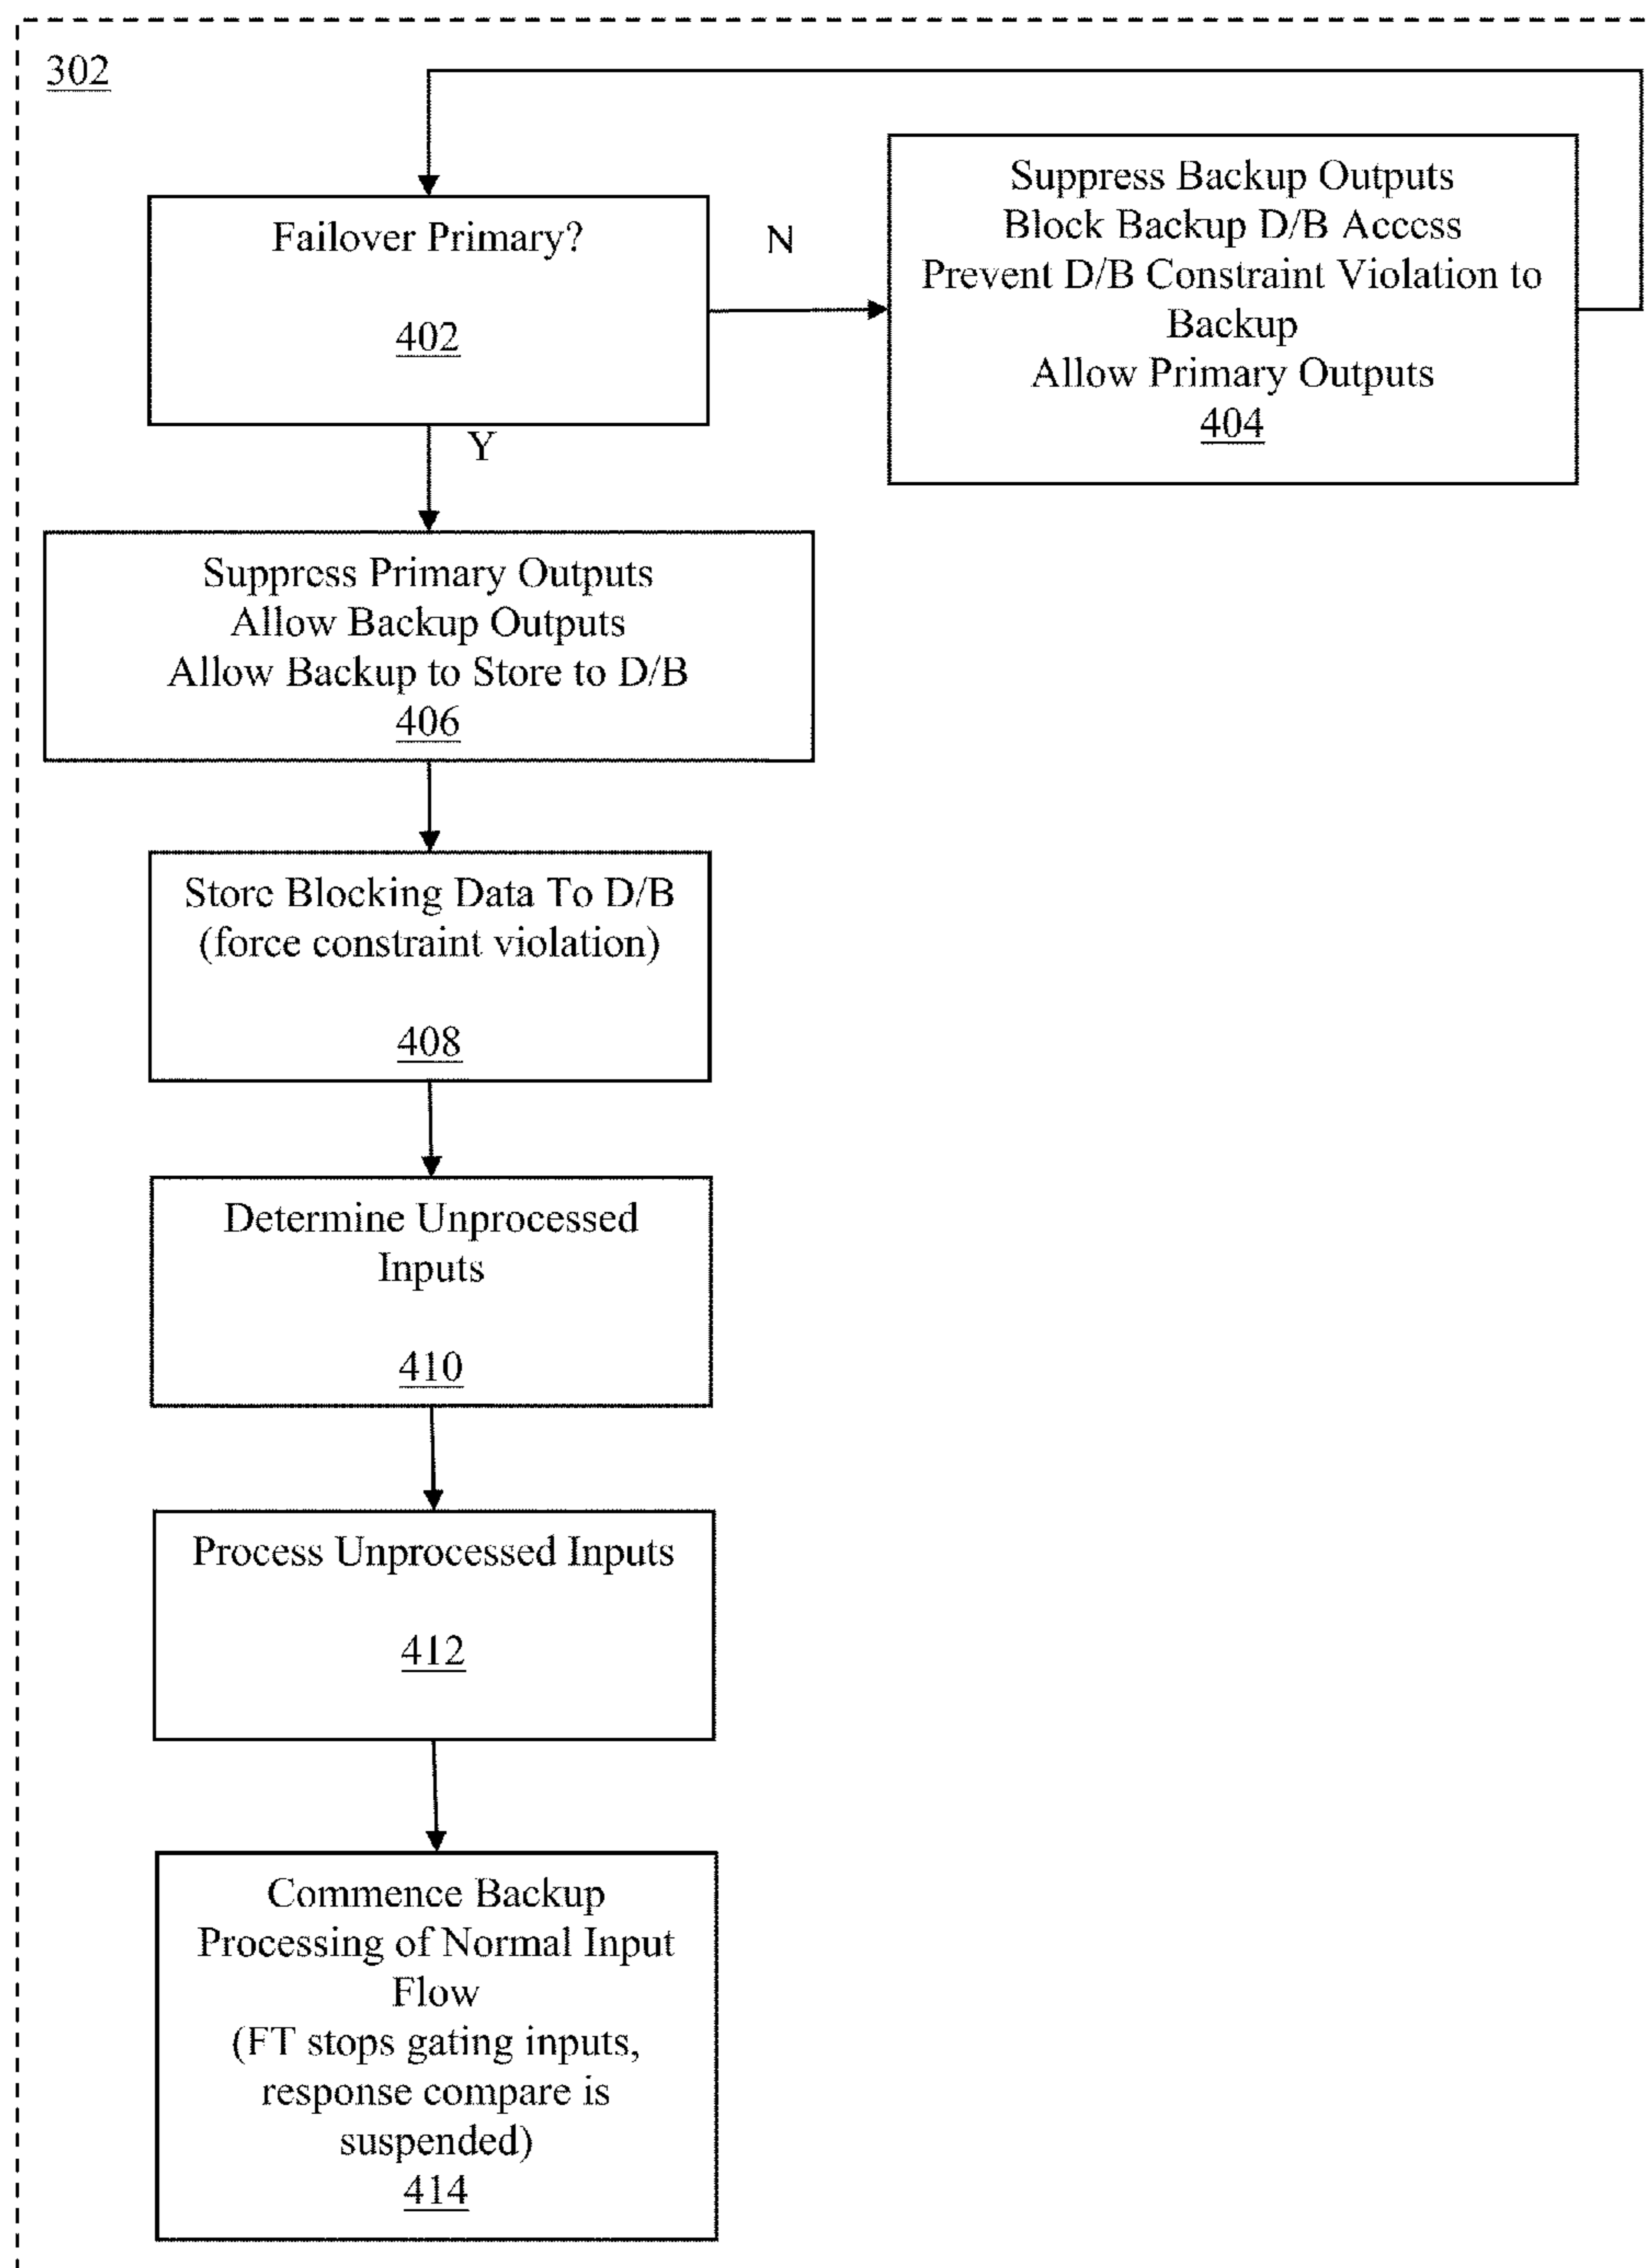 302
Failover Primary?
402
N
Suppress Backup Outputs
Block Backup D/B Access
Prevent D/B Constraint Violation to
Backup
Allow Primary Outputs
404
Y
Suppress Primary Outputs
Allow Backup Outputs
Allow Backup to Store to D/B
406
Store Blocking Data To D/B
(force constraint violation)
408
Determine Unprocessed
Inputs
410
Process Unprocessed Inputs
412
Commence Backup
Processing of Normal Input
Flow
(FT stops gating inputs,
response compare is
suspended)
414